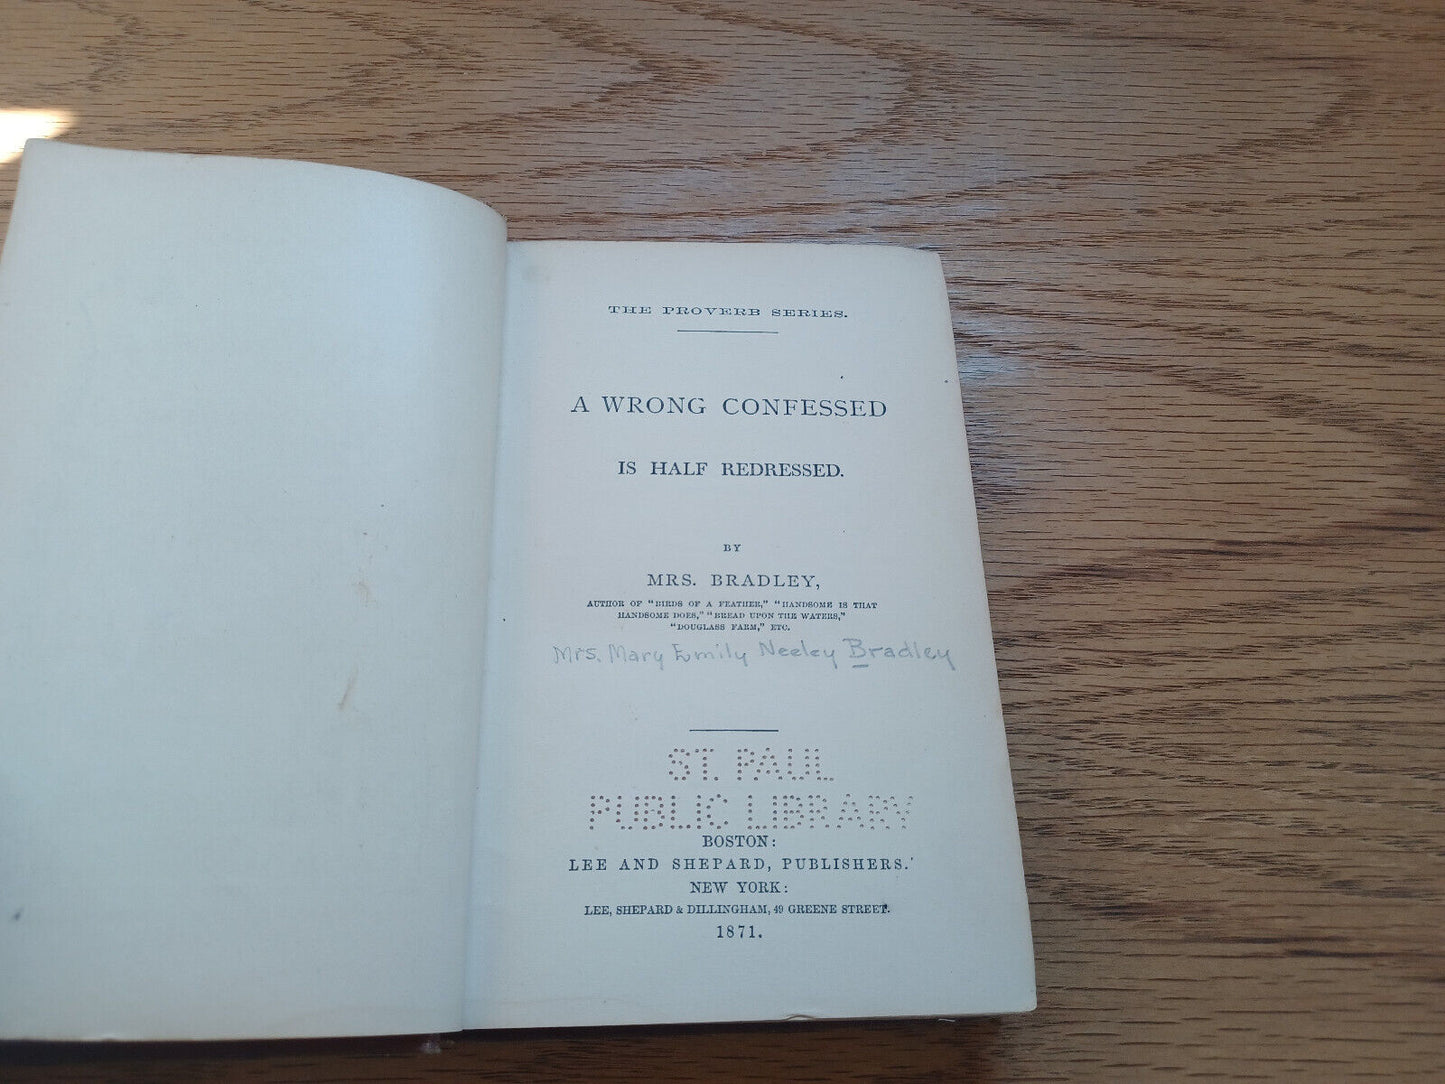 THE PROVERB SERIES.
A WRONG CONFESSED
IS HALF REDRESSED.
BY
MRS. BRADLEY,
AUTHOR OF "BIRDS OF A FEATHER," "HANDSOME IS THAT
HANDSOME DOES," "BREAD UPON THE WATERS,"
"DOUGLASS FARM," ETC.
Mrs. Mary Emily Neeley Bradley
ST. PAUL
PUBLIC LIBRARY
BOSTON:
LEE AND SHEPARD, PUBLISHERS.
NEW YORK:
LEE, SHEPARD & DILLINGHAM, 49 GREENE STREET.
1871.